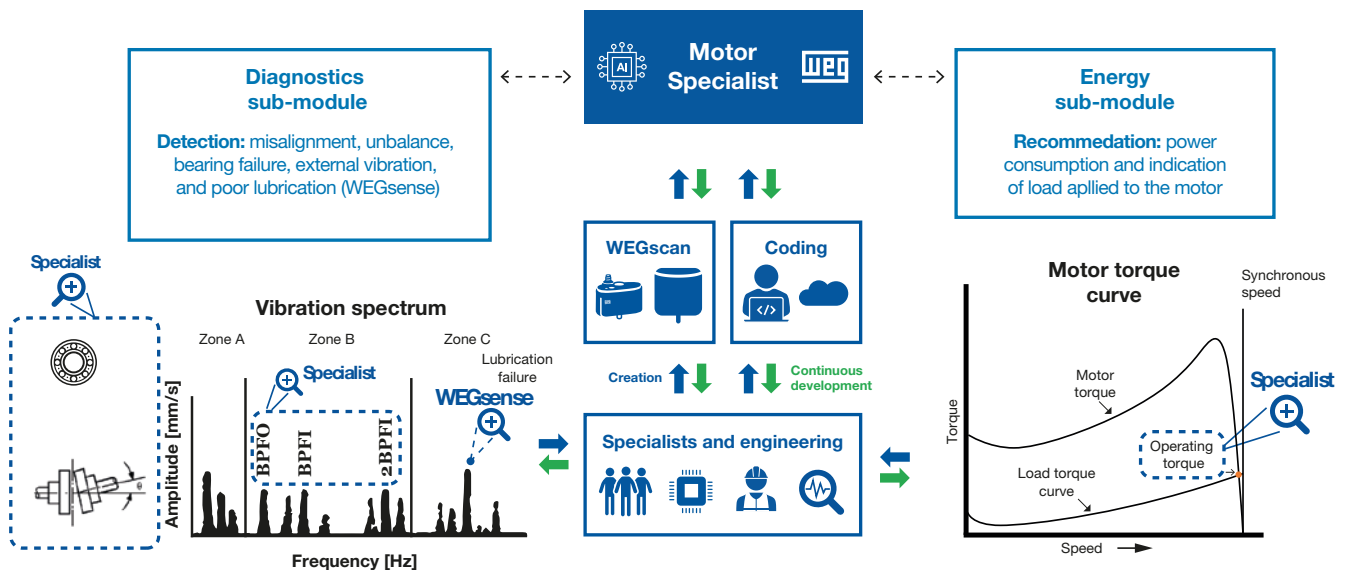 AI
Motor
Specialist
WEG
Diagnostics
sub-module
Detection: misalignment, unbalance,
bearing failure, external vibration,
and poor lubrication (WEGsense)
Energy
sub-module
Recommedation: power
consumption and indication
of load apllied to the motor
WEGscan
Coding
</>
Creation
Continuous
development
Specialists and engineering
Specialist
Vibration spectrum
Zone A
Zone B
Zone C
Lubrication
failure
Specialist
WEGsense
BPFO
BPFI
2BPFI
Amplitude [mm/s]
Frequency [Hz]
θ
Motor torque
curve
Synchronous
speed
Motor
torque
Specialist
Operating
torque
Load torque
curve
Torque
Speed